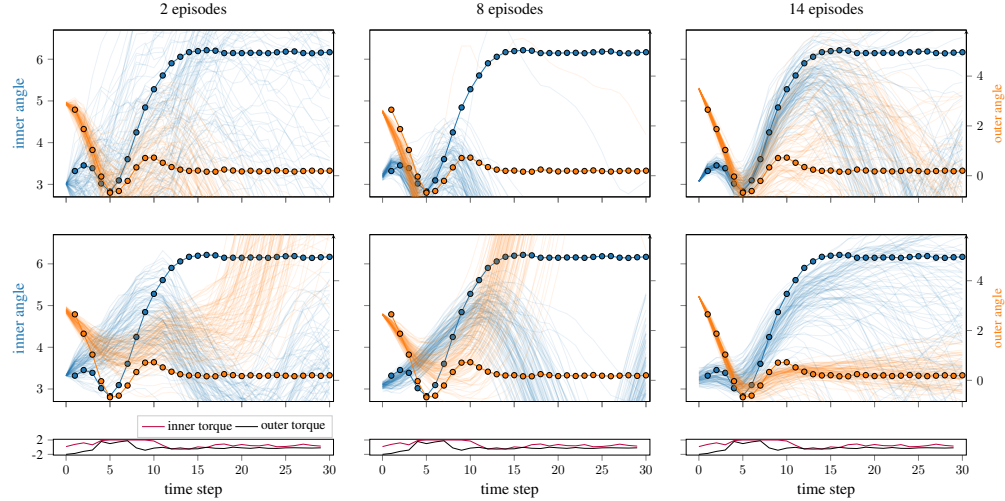 2 episodes
8 episodes
14 episodes
inner angle
6
5
4
3
4
2
0
outer angle
inner angle
6
5
4
3
4
2
0
outer angle
inner torque
outer torque
2
-2
0 5 10 15 20 25 30
0 5 10 15 20 25 30
0 5 10 15 20 25 30
time step
time step
time step